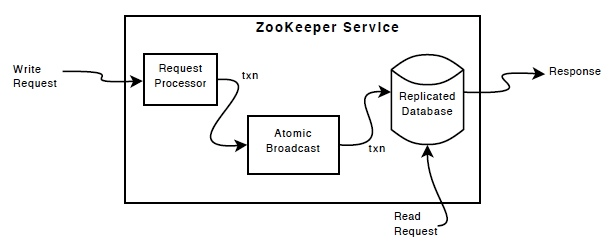 ZooKeeper Service
Write
Request
Request
Processor
txn
Atomic
Broadcast
txn
Replicated
Database
Response
Read
Request